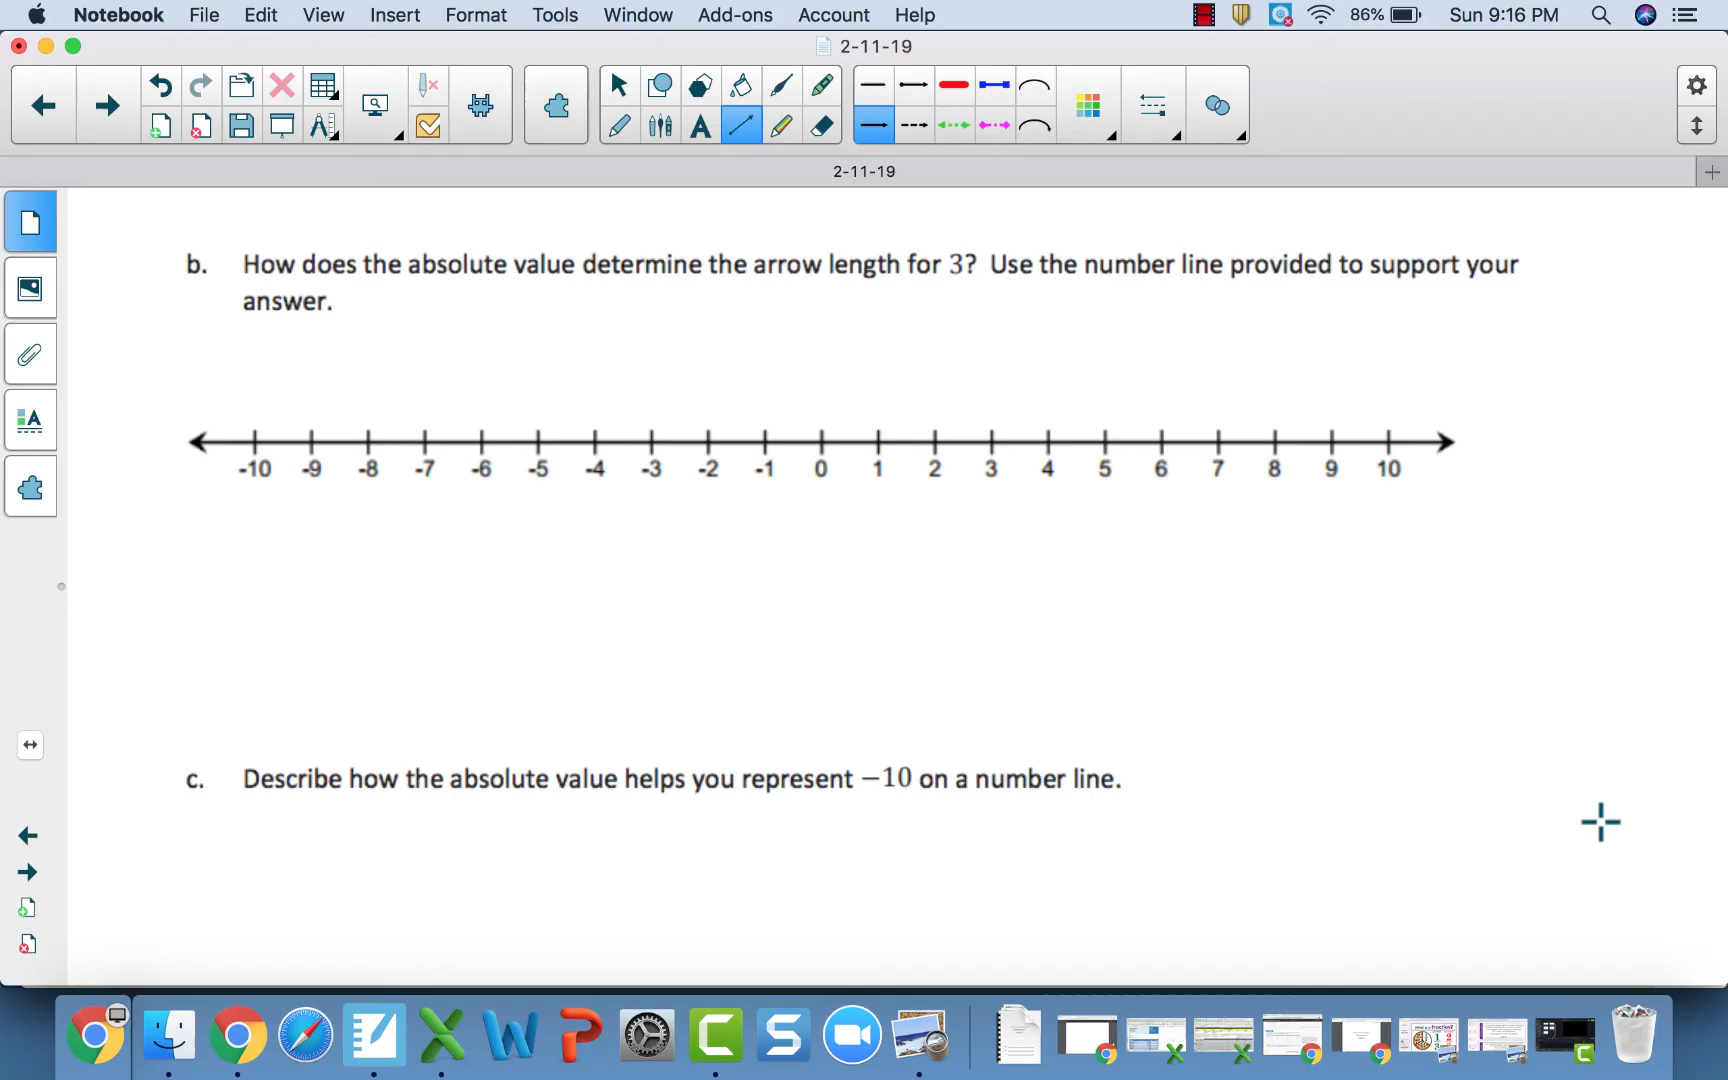 Notebook File Edit View Insert Format Tools Window Add-ons Account Help 86% Sun 9:16 PM
2-11-19
2-11-19
b. How does the absolute value determine the arrow length for 3? Use the number line provided to support your
answer.
-10 -9 -8 -7 -6 -5 -4 -3 -2 -1 0 1 2 3 4 5 6 7 8 9 10
c. Describe how the absolute value helps you represent −10 on a number line.